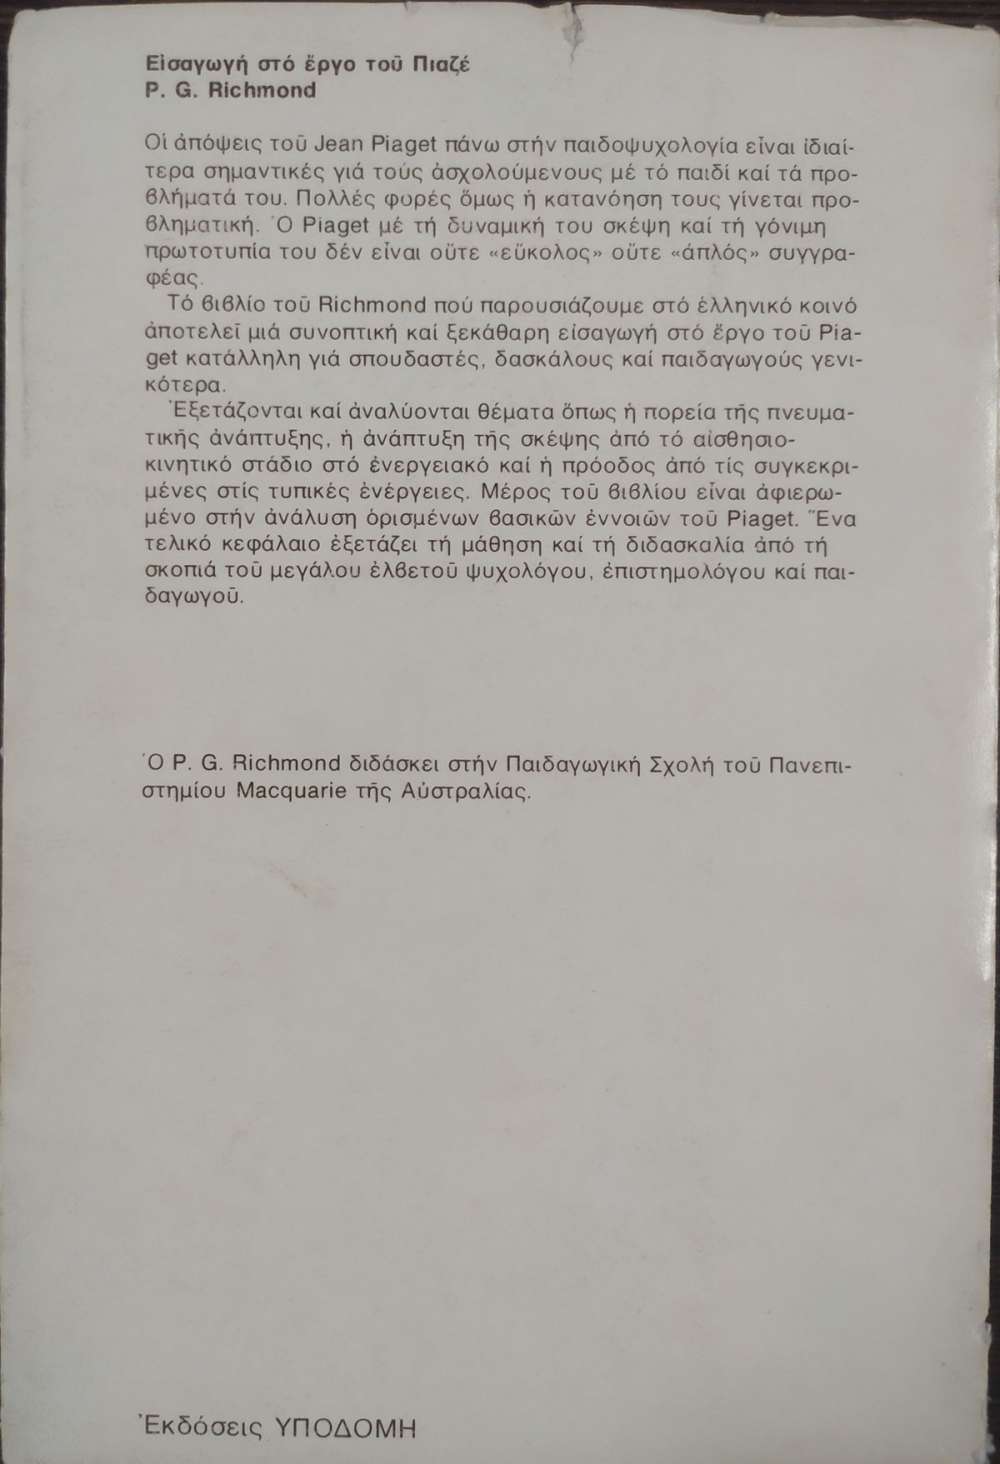 Εἰσαγωγή στό ἔργο τοῦ Πιαζέ
P. G. Richmond
Οἱ ἀπόψεις τοῦ Jean Piaget πάνω στήν παιδοψυχολογία εἶναι ἰδιαί-
τερα σημαντικές γιά τούς ἀσχολούμενους μέ τό παιδί καί τά προ-
βλήματά του. Πολλές φορές ὅμως ἡ κατανόηση τους γίνεται προ-
βληματική. Ὁ Piaget μέ τή δυναμική του σκέψη καί τή γόνιμη
πρωτοτυπία του δέν εἶναι οὔτε «εὔκολος» οὔτε «ἁπλός» συγγρα-
φέας.
Τό βιβλίο τοῦ Richmond πού παρουσιάζουμε στό ἑλληνικό κοινό
ἀποτελεῖ μιά συνοπτική καί ξεκάθαρη εἰσαγωγή στό ἔργο τοῦ Pia-
get κατάλληλη γιά σπουδαστές, δασκάλους καί παιδαγωγούς γενι-
κότερα.
Ἐξετάζονται καί ἀναλύονται θέματα ὅπως ἡ πορεία τῆς πνευμα-
τικῆς ἀνάπτυξης, ἡ ἀνάπτυξη τῆς σκέψης ἀπό τό αἰσθησιο-
κινητικό στάδιο στό ἐνεργειακό καί ἡ πρόοδος ἀπό τίς συγκεκρι-
μένες στίς τυπικές ἐνέργειες. Μέρος τοῦ βιβλίου εἶναι ἀφιερω-
μένο στήν ἀνάλυση ὁρισμένων βασικῶν ἐννοιῶν τοῦ Piaget. Ἕνα
τελικό κεφάλαιο ἐξετάζει τή μάθηση καί τή διδασκαλία ἀπό τή
σκοπιά τοῦ μεγάλου ἑλβετοῦ ψυχολόγου, ἐπιστημολόγου καί παι-
δαγωγοῦ.
Ὁ P. G. Richmond διδάσκει στήν Παιδαγωγική Σχολή τοῦ Πανεπι-
στημίου Macquarie τῆς Αὐστραλίας.
Ἐκδόσεις ΥΠΟΔΟΜΗ